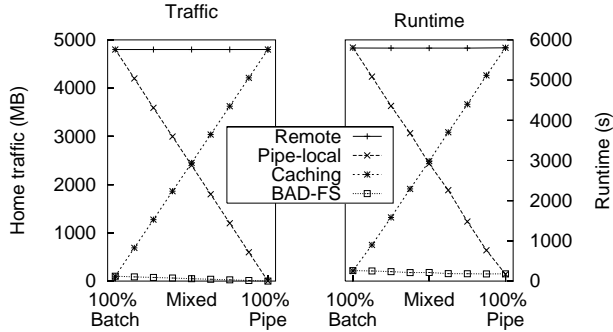 Traffic
Runtime
Home traffic (MB)
5000
4000
3000
2000
1000
0
6000
5000
4000
3000
2000
1000
0
Runtime (s)
Remote
Pipe-local
Caching
BAD-FS
100% Mixed 100%
Batch Pipe
100% Mixed 100%
Batch Pipe